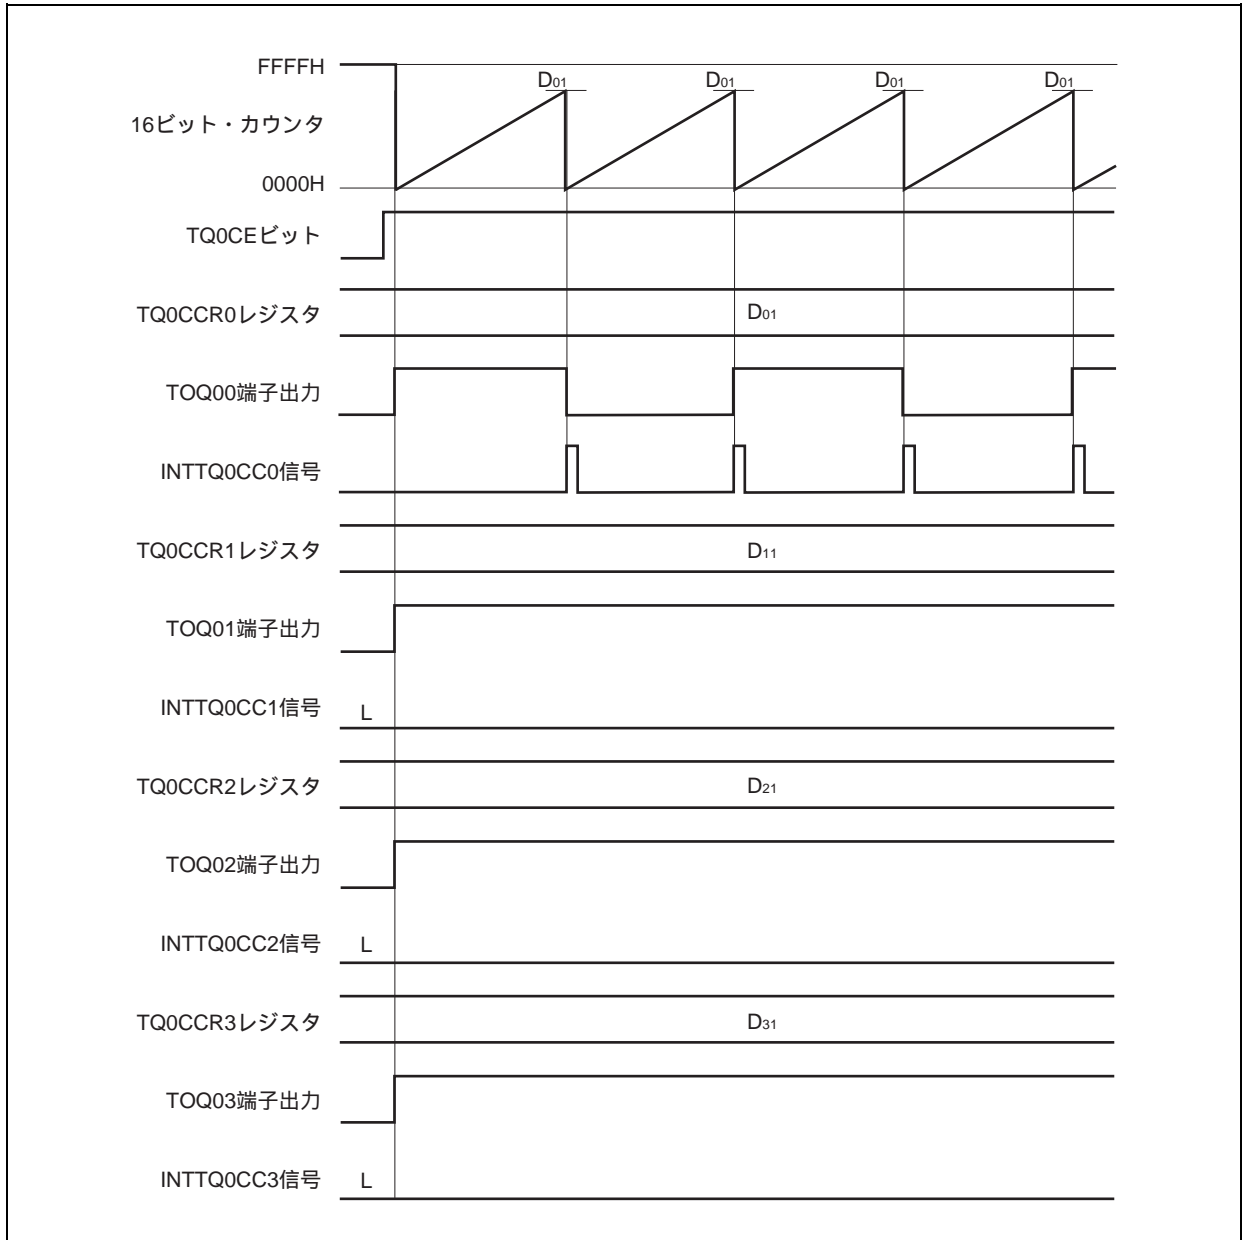 FFFFH
D01 D01 D01 D01
16ビット・カウンタ
0000H
TQ0CEビット
TQ0CCR0レジスタ D01
TOQ00端子出力
INTTQ0CC0信号
TQ0CCR1レジスタ D11
TOQ01端子出力
INTTQ0CC1信号 L
TQ0CCR2レジスタ D21
TOQ02端子出力
INTTQ0CC2信号 L
TQ0CCR3レジスタ D31
TOQ03端子出力
INTTQ0CC3信号 L